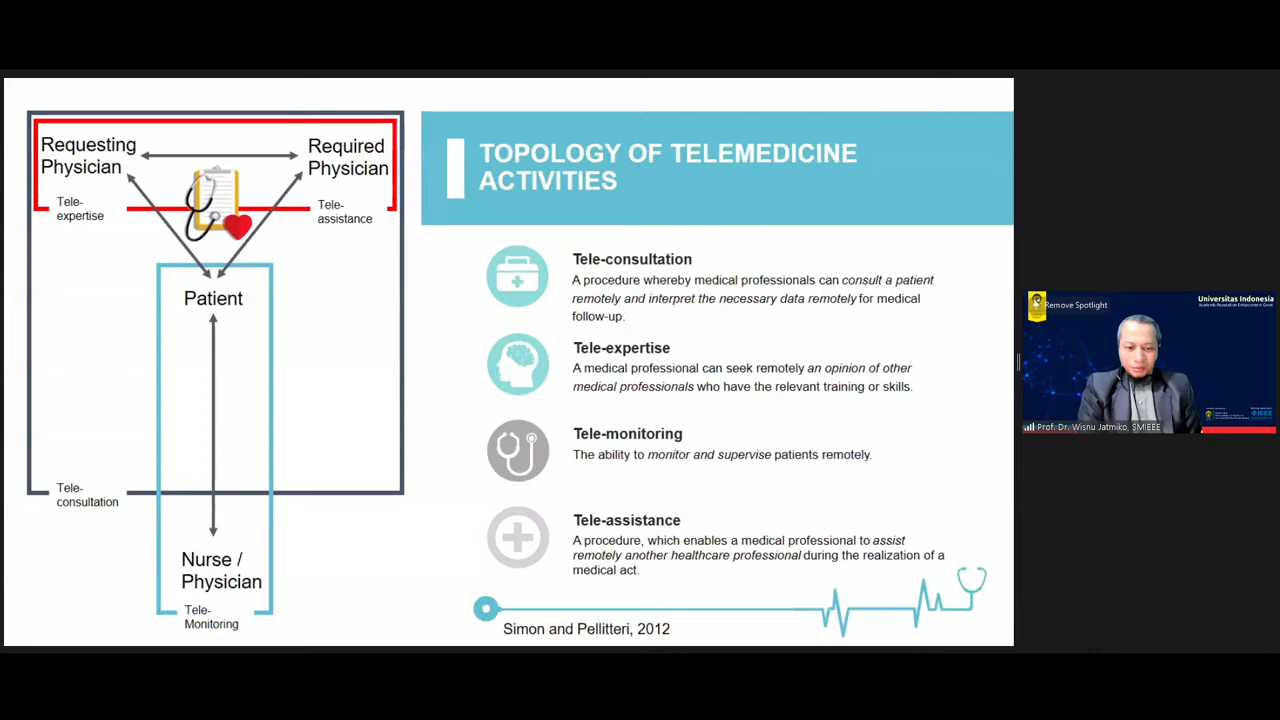 Requesting
Physician
Required
Physician
Tele-
expertise
Tele-
assistance
Patient
Tele-
consultation
Nurse /
Physician
Tele-
Monitoring
TOPOLOGY OF TELEMEDICINE
ACTIVITIES
Tele-consultation
A procedure whereby medical professionals can consult a patient
remotely and interpret the necessary data remotely for medical
follow-up.
Tele-expertise
A medical professional can seek remotely an opinion of other
medical professionals who have the relevant training or skills.
Tele-monitoring
The ability to monitor and supervise patients remotely.
Tele-assistance
A procedure, which enables a medical professional to assist
remotely another healthcare professional during the realization of a
medical act.
Simon and Pellitteri, 2012
Remove Spotlight
Universitas Indonesia
Academic Reputation Enhancement Grant
IEEE
Prof. Dr. Wisnu Jatmiko, SMIEEE